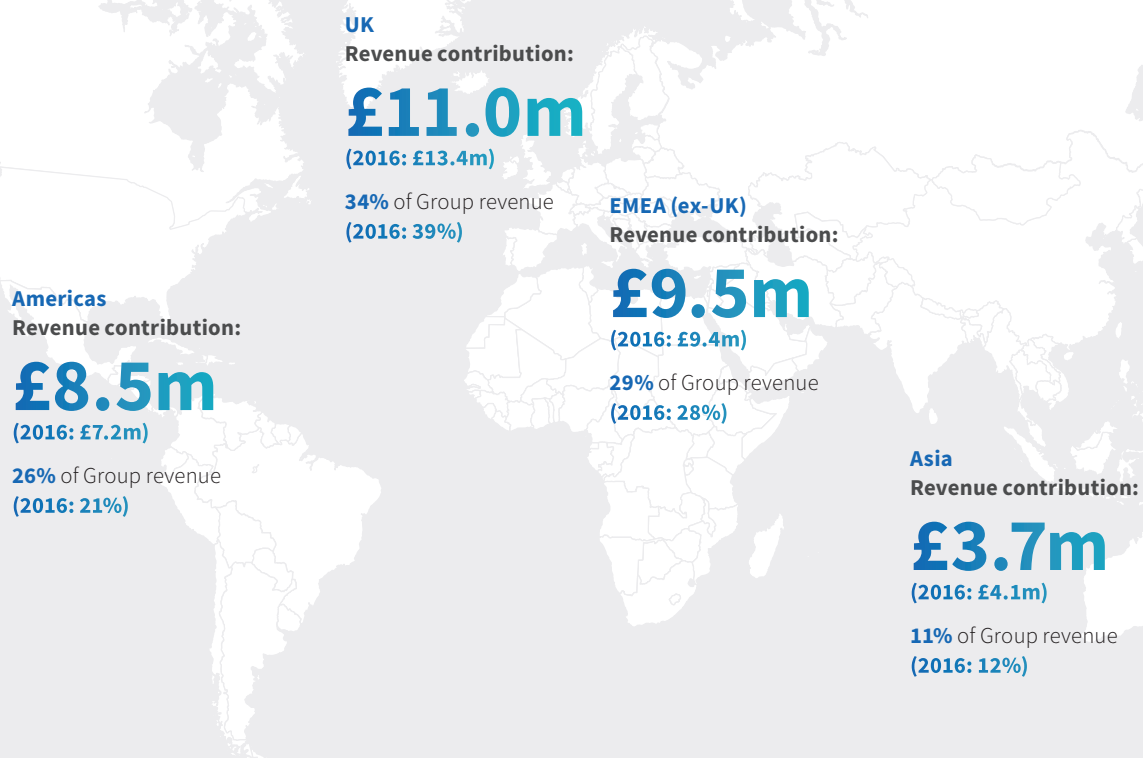 UK
Revenue contribution:
£11.0m
(2016: £13.4m)
34% of Group revenue
(2016: 39%)
EMEA (ex-UK)
Revenue contribution:
£9.5m
(2016: £9.4m)
29% of Group revenue
(2016: 28%)
Americas
Revenue contribution:
£8.5m
(2016: £7.2m)
26% of Group revenue
(2016: 21%)
Asia
Revenue contribution:
£3.7m
(2016: £4.1m)
11% of Group revenue
(2016: 12%)